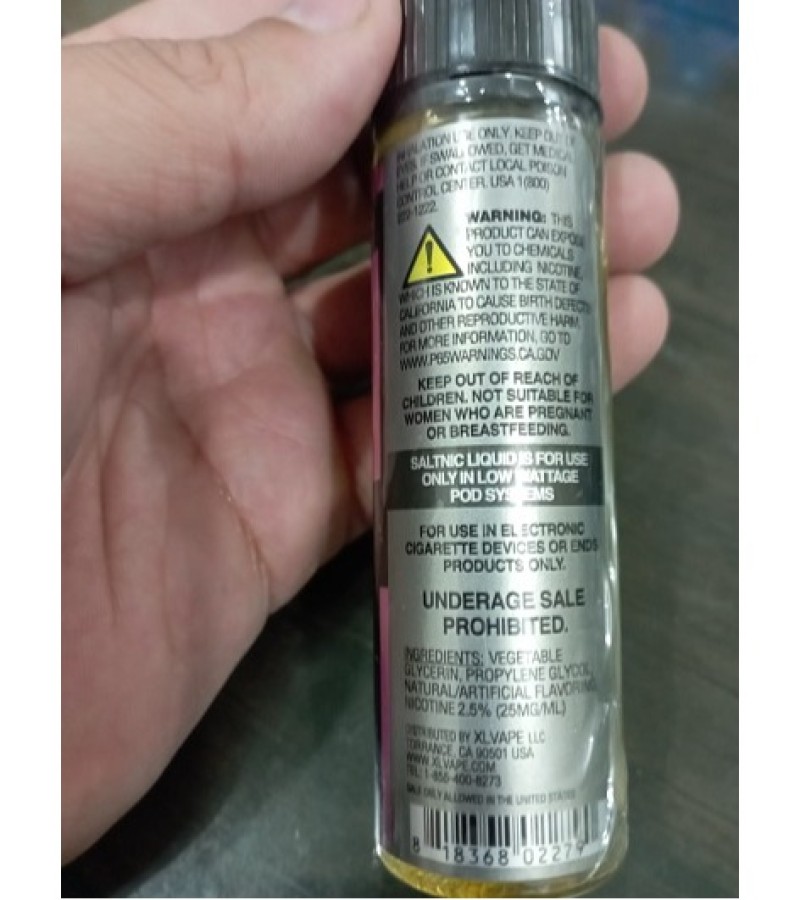 INHALATION USE ONLY. KEEP OUT OF
EYES. IF SWALLOWED, GET MEDICAL
HELP OR CONTACT LOCAL POISON
CONTROL CENTER. USA 1(800)
222-1222.
WARNING: THIS
PRODUCT CAN EXPOSE
YOU TO CHEMICALS
INCLUDING NICOTINE,
WHICH IS KNOWN TO THE STATE OF
CALIFORNIA TO CAUSE BIRTH DEFECTS
AND OTHER REPRODUCTIVE HARM.
FOR MORE INFORMATION, GO TO
WWW.P65WARNINGS.CA.GOV
KEEP OUT OF REACH OF
CHILDREN. NOT SUITABLE FOR
WOMEN WHO ARE PREGNANT
OR BREASTFEEDING.
SALTNIC LIQUID IS FOR USE
ONLY IN LOW WATTAGE
POD SYSTEMS
FOR USE IN ELECTRONIC
CIGARETTE DEVICES OR ENDS
PRODUCTS ONLY.
UNDERAGE SALE
PROHIBITED.
INGREDIENTS: VEGETABLE
GLYCERIN, PROPYLENE GLYCOL,
NATURAL/ARTIFICIAL FLAVORING,
NICOTINE 2.5% (25MG/ML)
DISTRIBUTED BY XLVAPE LLC
TORRANCE, CA 90501 USA
WWW.XLVAPE.COM
TEL: 1-855-400-8273
SALE ONLY ALLOWED IN THE UNITED STATES
8 18368 02279